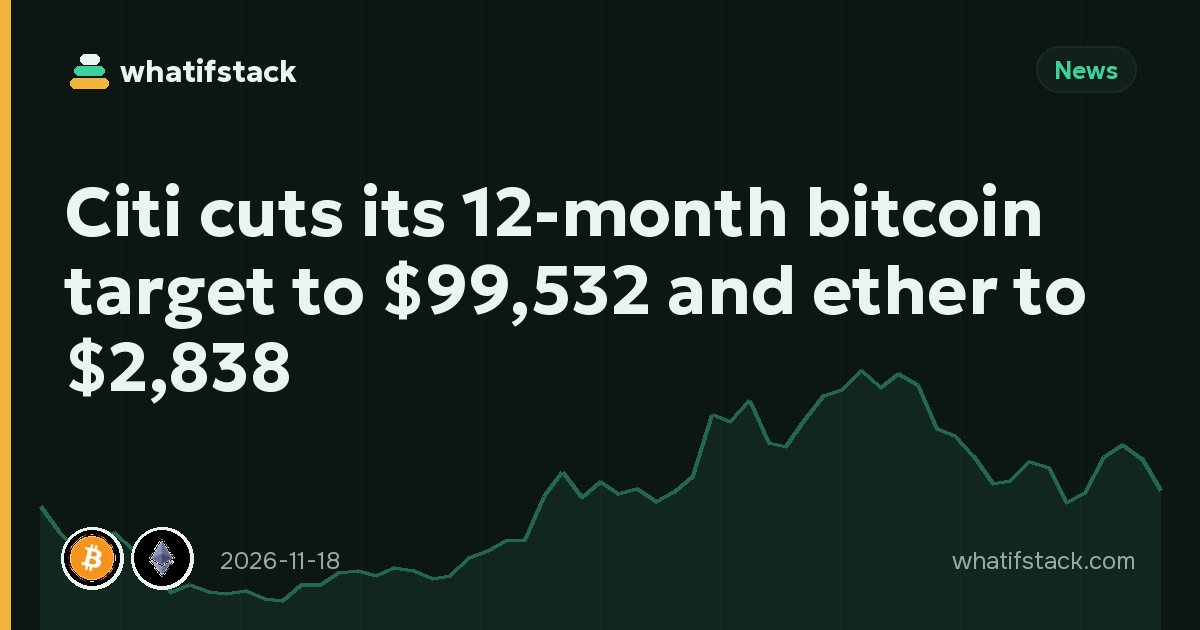 whatifstack
News
Citi cuts its 12-month bitcoin
target to $99,532 and ether to
$2,838
2026-11-18
whatifstack.com